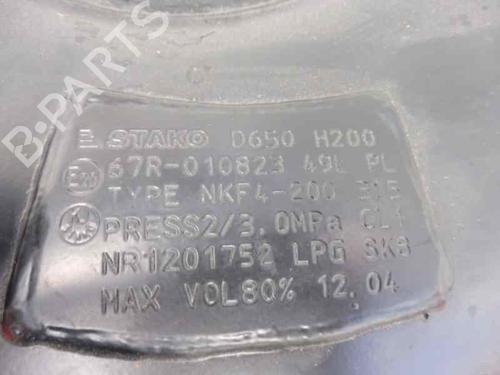 STAKO D650 H200
E20 67R-010823 49L PL
TYPE NKF4-200 315
PRESS2/3.0MPa CL1
NR1201752 LPG SK8
MAX VOL80% 12.04
B-PARTS